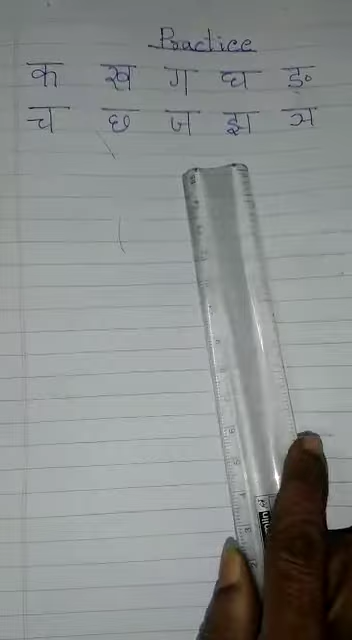 Practice
क ख ग घ ङ
च छ ज झ ञ